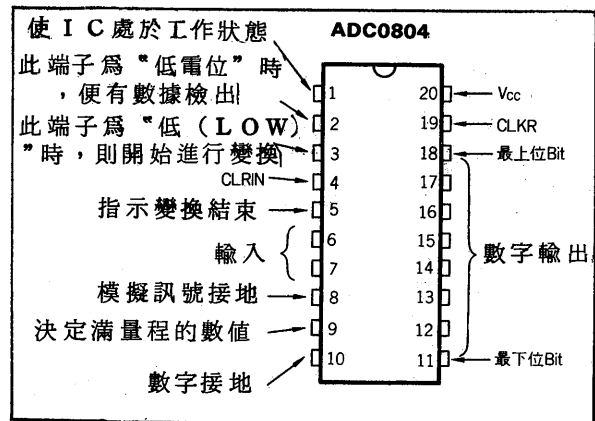 使IC處於工作狀態
ADC0804
此端子爲“低電位”時
，便有數據檢出
此端子爲“低（LOW）
”時，則開始進行變換
CLRIN
指示變換結束
輸入
模擬訊號接地
決定滿量程的數値
數字接地
1
2
3
4
5
6
7
8
9
10
20
19
18
17
16
15
14
13
12
11
Vcc
CLKR
最上位Bit
數字輸出
最下位Bit